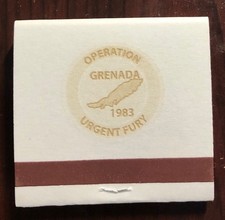 OPERATION
GRENADA
1983
URGENT FURY